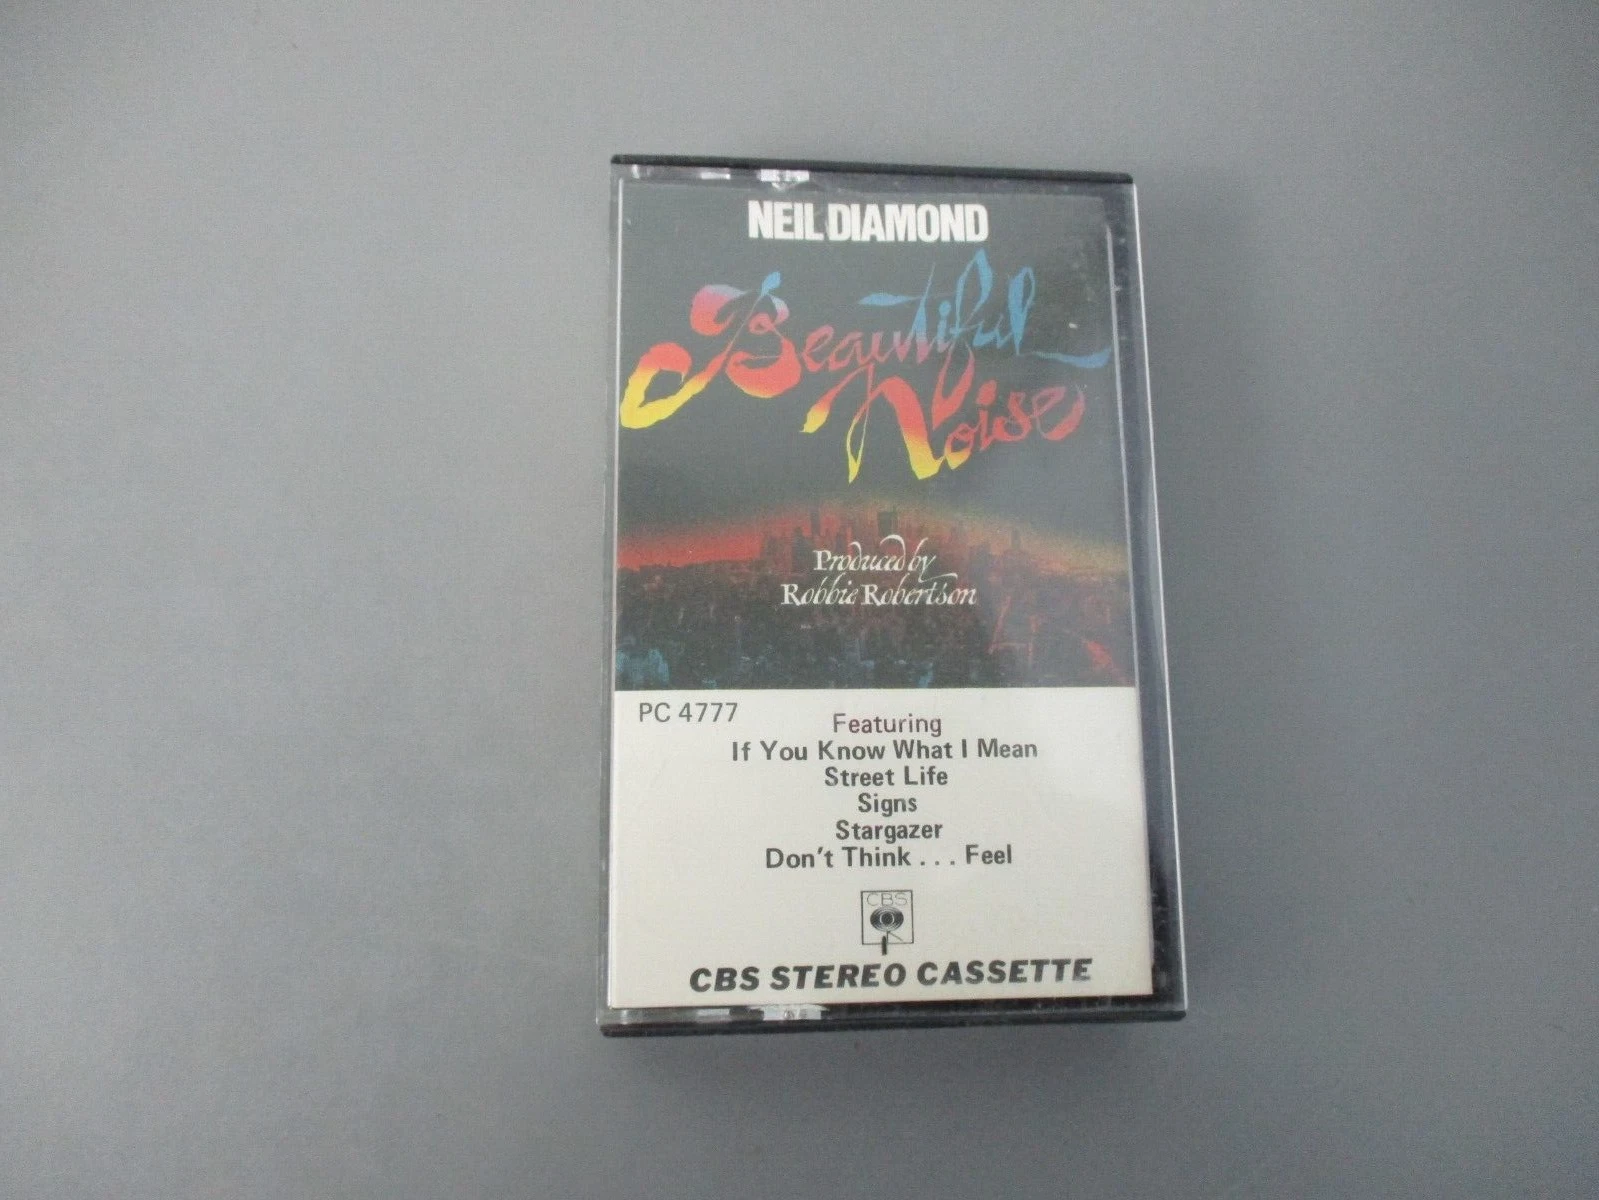 NEIL DIAMOND
Beautiful
Noise
Produced by
Robbie Robertson
PC 4777
Featuring
If You Know What I Mean
Street Life
Signs
Stargazer
Don't Think . . . Feel
CBS
CBS STEREO CASSETTE